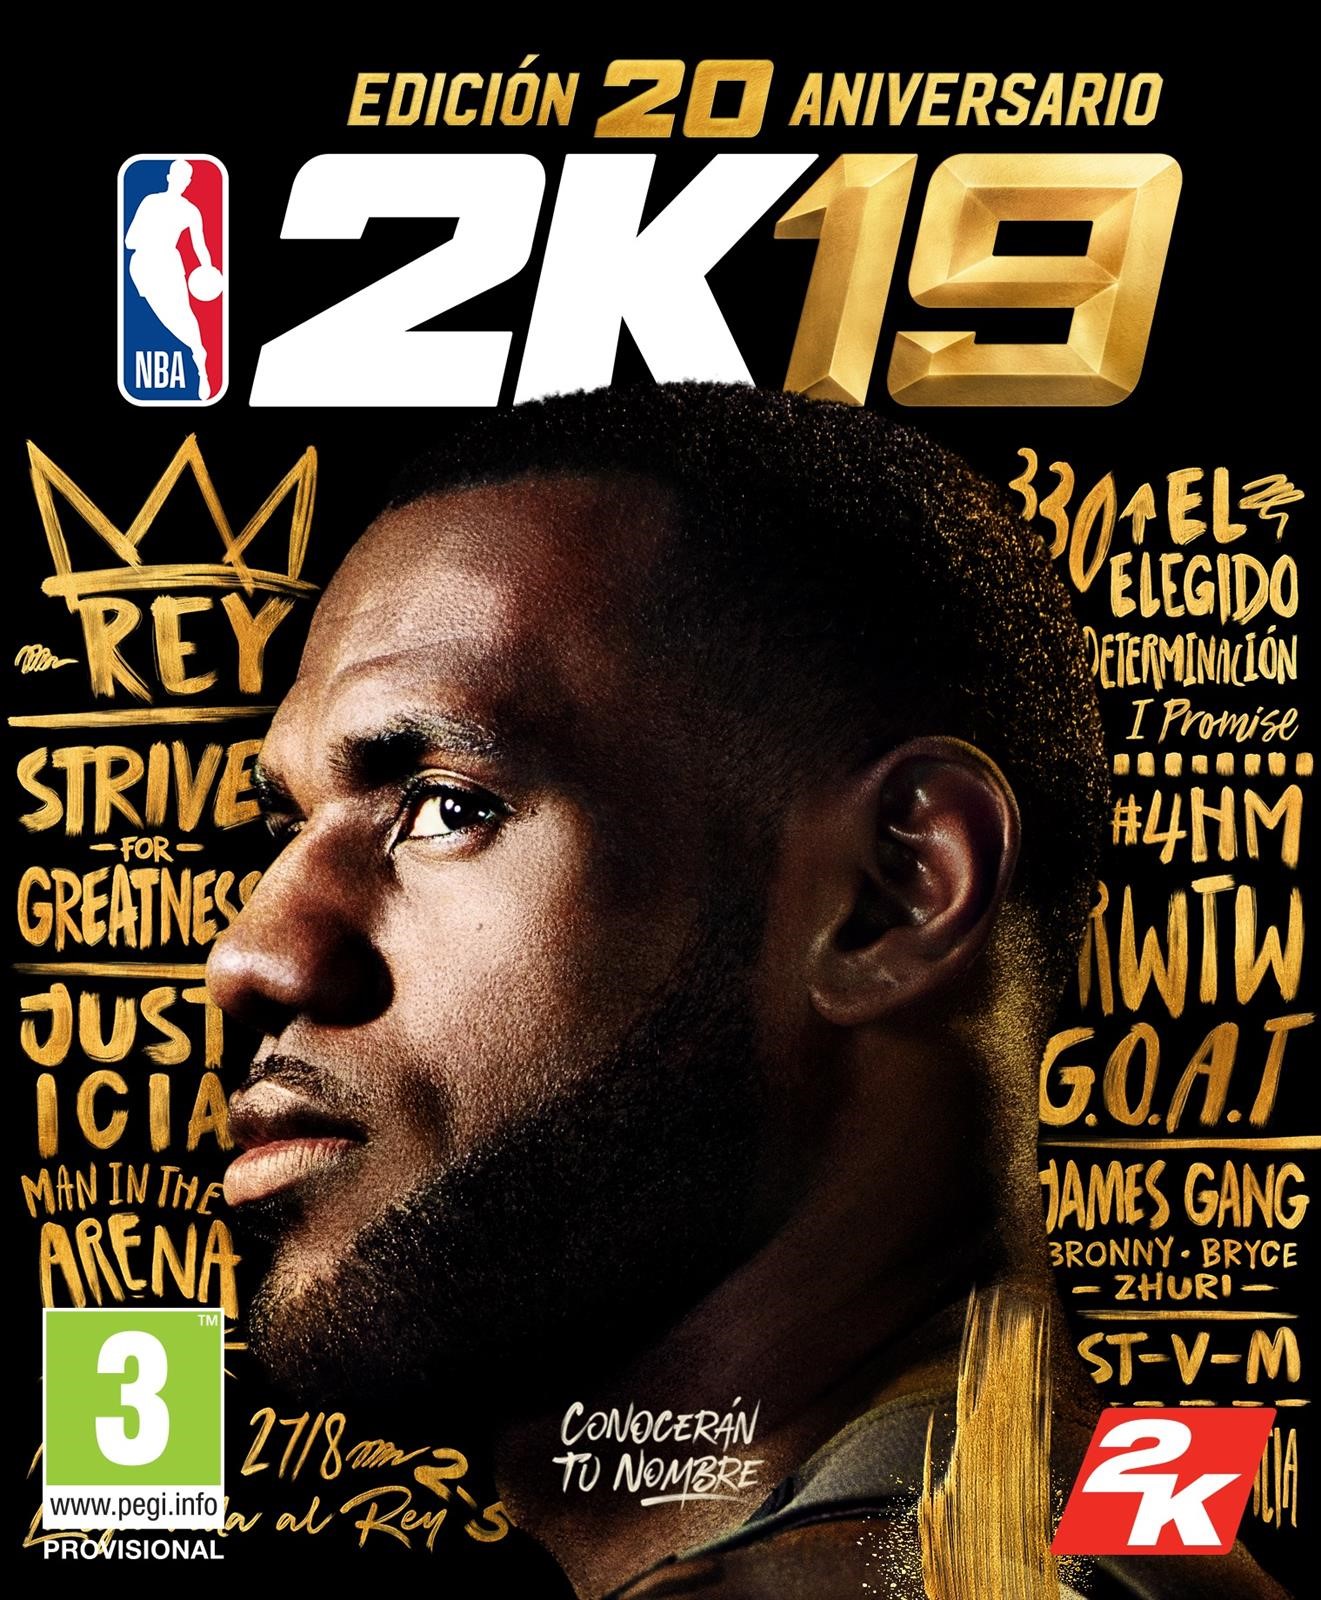 EDICIÓN 20 ANIVERSARIO
NBA
2K19
REY
STRIVE
-FOR-
GREATNESS
JUST
ICIA
MAN IN THE
ARENA
330↑EL
ELEGIDO
DETERMINACIÓN
I Promise
#4HM
RWTW
G.O.A.T
JAMES GANG
BRONNY · BRYCE
- ZHURI -
ST-V-M
27/8
al Rey
CONOCERÁN
TU NOMBRE
3
TM
www.pegi.info
PROVISIONAL
2K